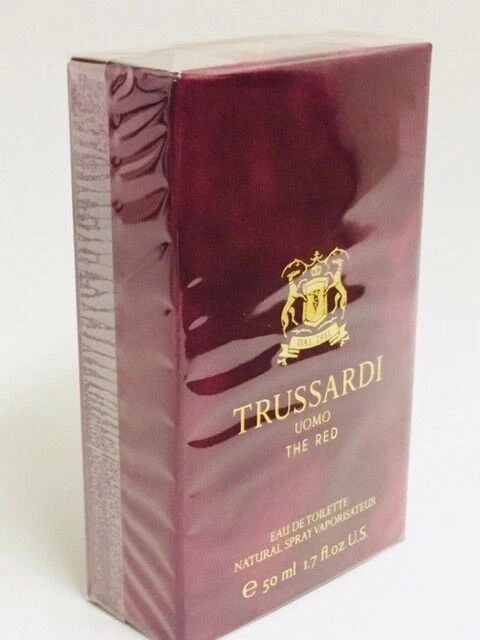 DAL 1911
TRUSSARDI
UOMO
THE RED
EAU DE TOILETTE
NATURAL SPRAY VAPORISATEUR
e 50 ml 1.7 fl.oz.U.S.